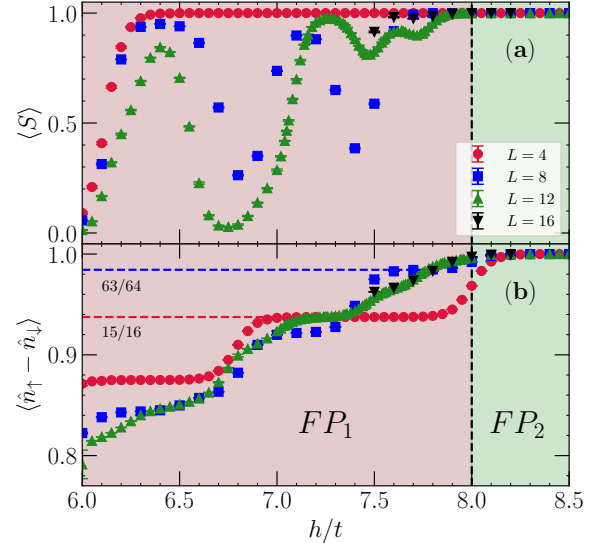 1.0
0.5
0.0
⟨S⟩
(a)
L = 4
L = 8
L = 12
L = 16
1.0
0.9
0.8
⟨n̂↑ − n̂↓⟩
63/64
15/16
(b)
FP₁
FP₂
6.0 6.5 7.0 7.5 8.0 8.5
h/t